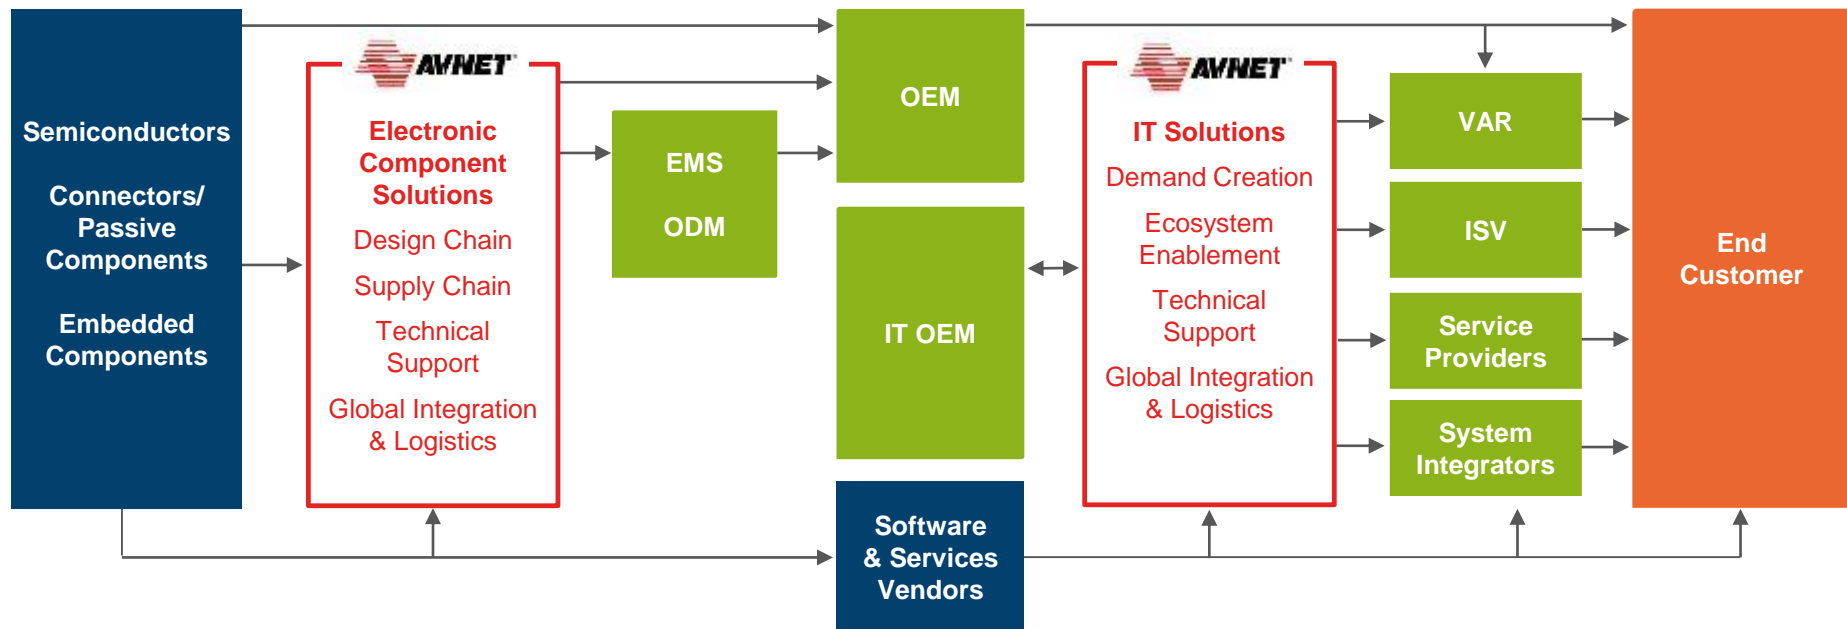 Semiconductors
Connectors/
Passive
Components
Embedded
Components
AVNET
Electronic
Component
Solutions
Design Chain
Supply Chain
Technical
Support
Global Integration
& Logistics
EMS
ODM
OEM
IT OEM
Software
& Services
Vendors
AVNET
IT Solutions
Demand Creation
Ecosystem
Enablement
Technical
Support
Global Integration
& Logistics
VAR
ISV
Service
Providers
System
Integrators
End
Customer